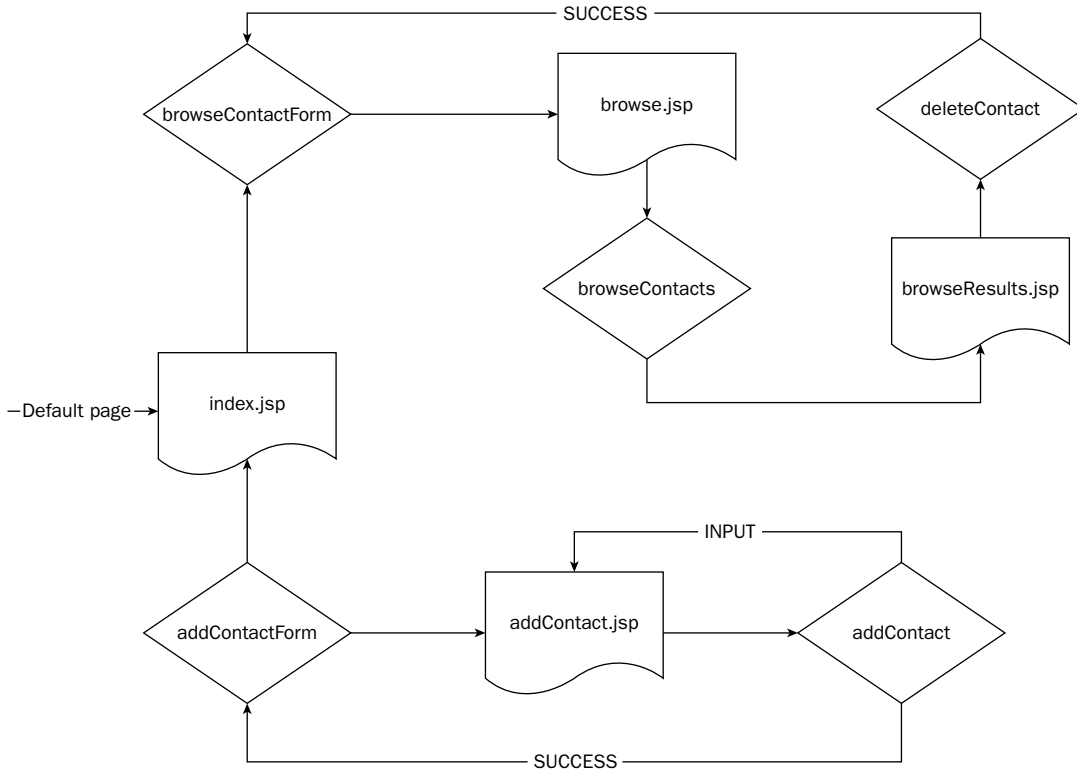 SUCCESS
browseContactForm
browse.jsp
deleteContact
browseContacts
browseResults.jsp
Default page
index.jsp
INPUT
addContactForm
addContact.jsp
addContact
SUCCESS